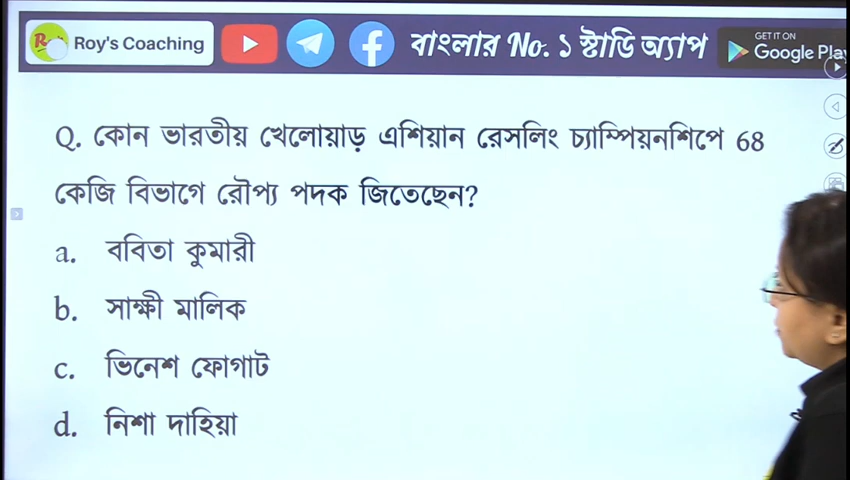 Roy's Coaching
বাংলার No. ১ স্টাডি অ্যাপ
GET IT ON
Google Play
Q. কোন ভারতীয় খেলোয়াড় এশিয়ান রেসলিং চ্যাম্পিয়নশিপে 68
কেজি বিভাগে রৌপ্য পদক জিতেছেন?
a. ববিতা কুমারী
b. সাক্ষী মালিক
c. ভিনেশ ফোগাট
d. নিশা দাহিয়া